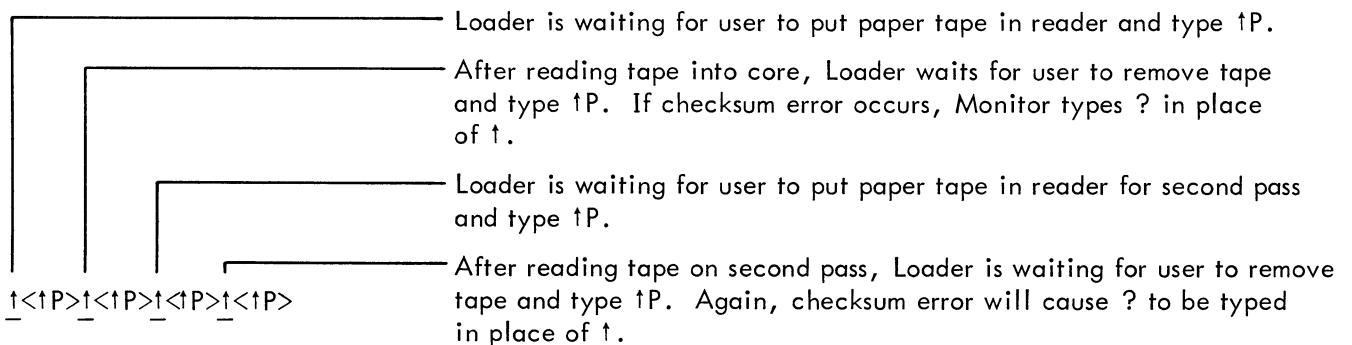 Loader is waiting for user to put paper tape in reader and type ↑P.
After reading tape into core, Loader waits for user to remove tape
and type ↑P. If checksum error occurs, Monitor types ? in place
of ↑.
Loader is waiting for user to put paper tape in reader for second pass
and type ↑P.
After reading tape on second pass, Loader is waiting for user to remove
tape and type ↑P. Again, checksum error will cause ? to be typed
in place of ↑.
↑<↑P>↑<↑P>↑<↑P>↑<↑P>